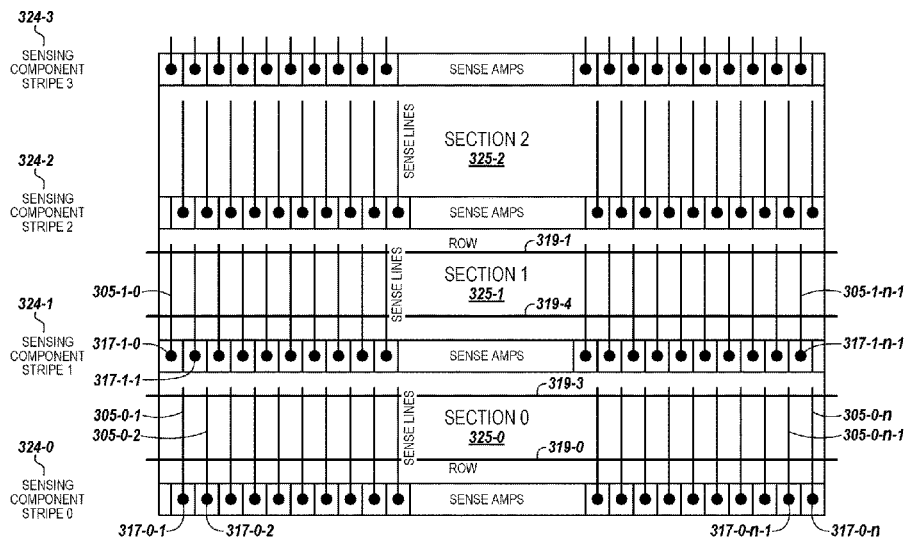 324-3
SENSING
COMPONENT
STRIPE 3
SENSE AMPS
SENSE LINES
SECTION 2
325-2
324-2
SENSING
COMPONENT
STRIPE 2
SENSE AMPS
ROW
319-1
SENSE LINES
SECTION 1
325-1
305-1-0
305-1-n-1
319-4
324-1
SENSING
COMPONENT
STRIPE 1
317-1-0
SENSE AMPS
317-1-n-1
317-1-1
319-3
305-0-1
SENSE LINES
SECTION 0
325-0
305-0-n
305-0-2
305-0-n-1
319-0
324-0
SENSING
COMPONENT
STRIPE 0
ROW
SENSE AMPS
317-0-1
317-0-2
317-0-n-1
317-0-n